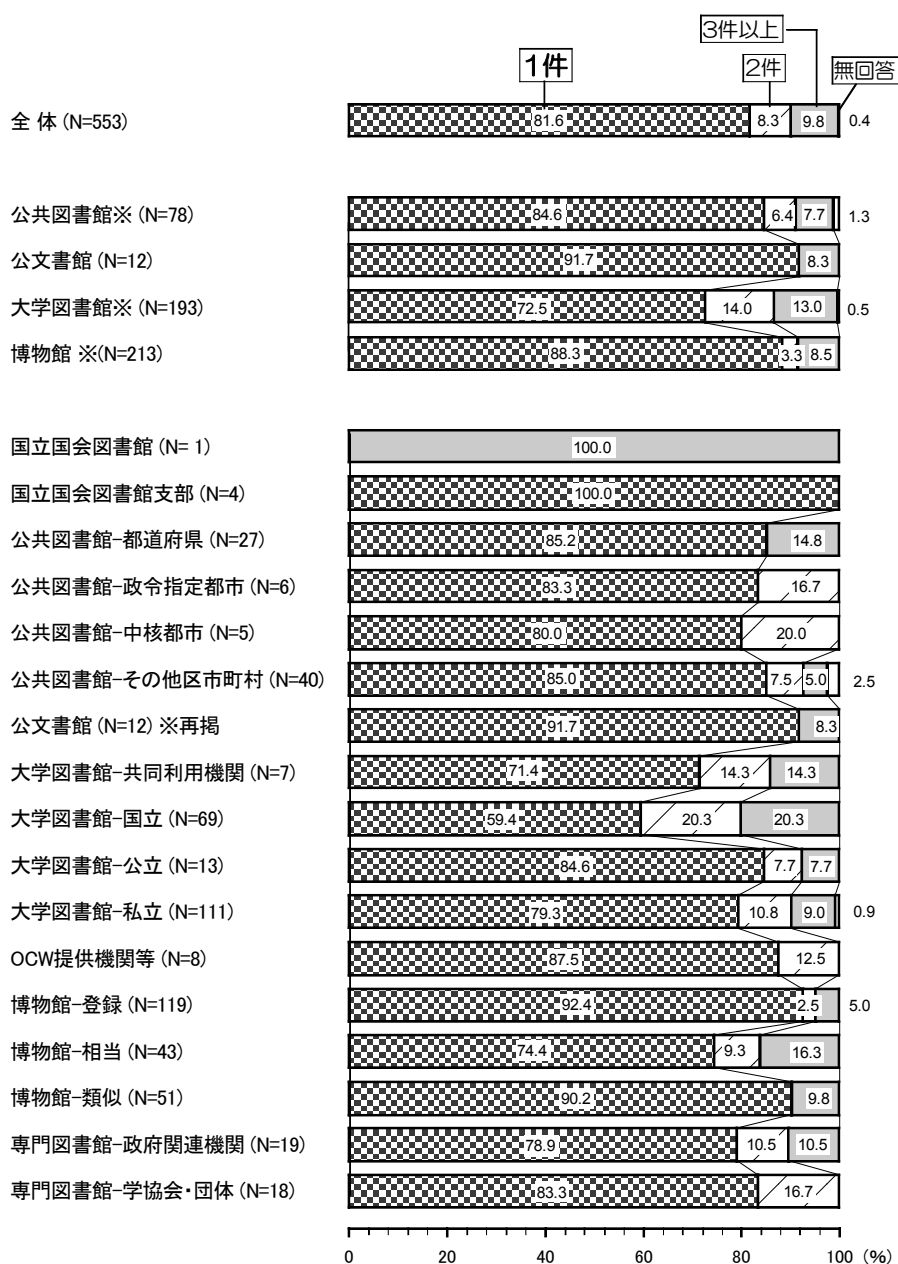 3件以上
1件
2件
無回答
全 体 (N=553) 81.6 8.3 9.8 0.4
公共図書館※ (N=78) 84.6 6.4 7.7 1.3
公文書館 (N=12) 91.7 8.3
大学図書館※ (N=193) 72.5 14.0 13.0 0.5
博物館 ※(N=213) 88.3 3.3 8.5
国立国会図書館 (N= 1) 100.0
国立国会図書館支部 (N=4) 100.0
公共図書館-都道府県 (N=27) 85.2 14.8
公共図書館-政令指定都市 (N=6) 83.3 16.7
公共図書館-中核都市 (N=5) 80.0 20.0
公共図書館-その他区市町村 (N=40) 85.0 7.5 5.0 2.5
公文書館 (N=12) ※再掲 91.7 8.3
大学図書館-共同利用機関 (N=7) 71.4 14.3 14.3
大学図書館-国立 (N=69) 59.4 20.3 20.3
大学図書館-公立 (N=13) 84.6 7.7 7.7
大学図書館-私立 (N=111) 79.3 10.8 9.0 0.9
OCW提供機関等 (N=8) 87.5 12.5
博物館-登録 (N=119) 92.4 2.5 5.0
博物館-相当 (N=43) 74.4 9.3 16.3
博物館-類似 (N=51) 90.2 9.8
専門図書館-政府関連機関 (N=19) 78.9 10.5 10.5
専門図書館-学協会・団体 (N=18) 83.3 16.7
0 20 40 60 80 100 (%)